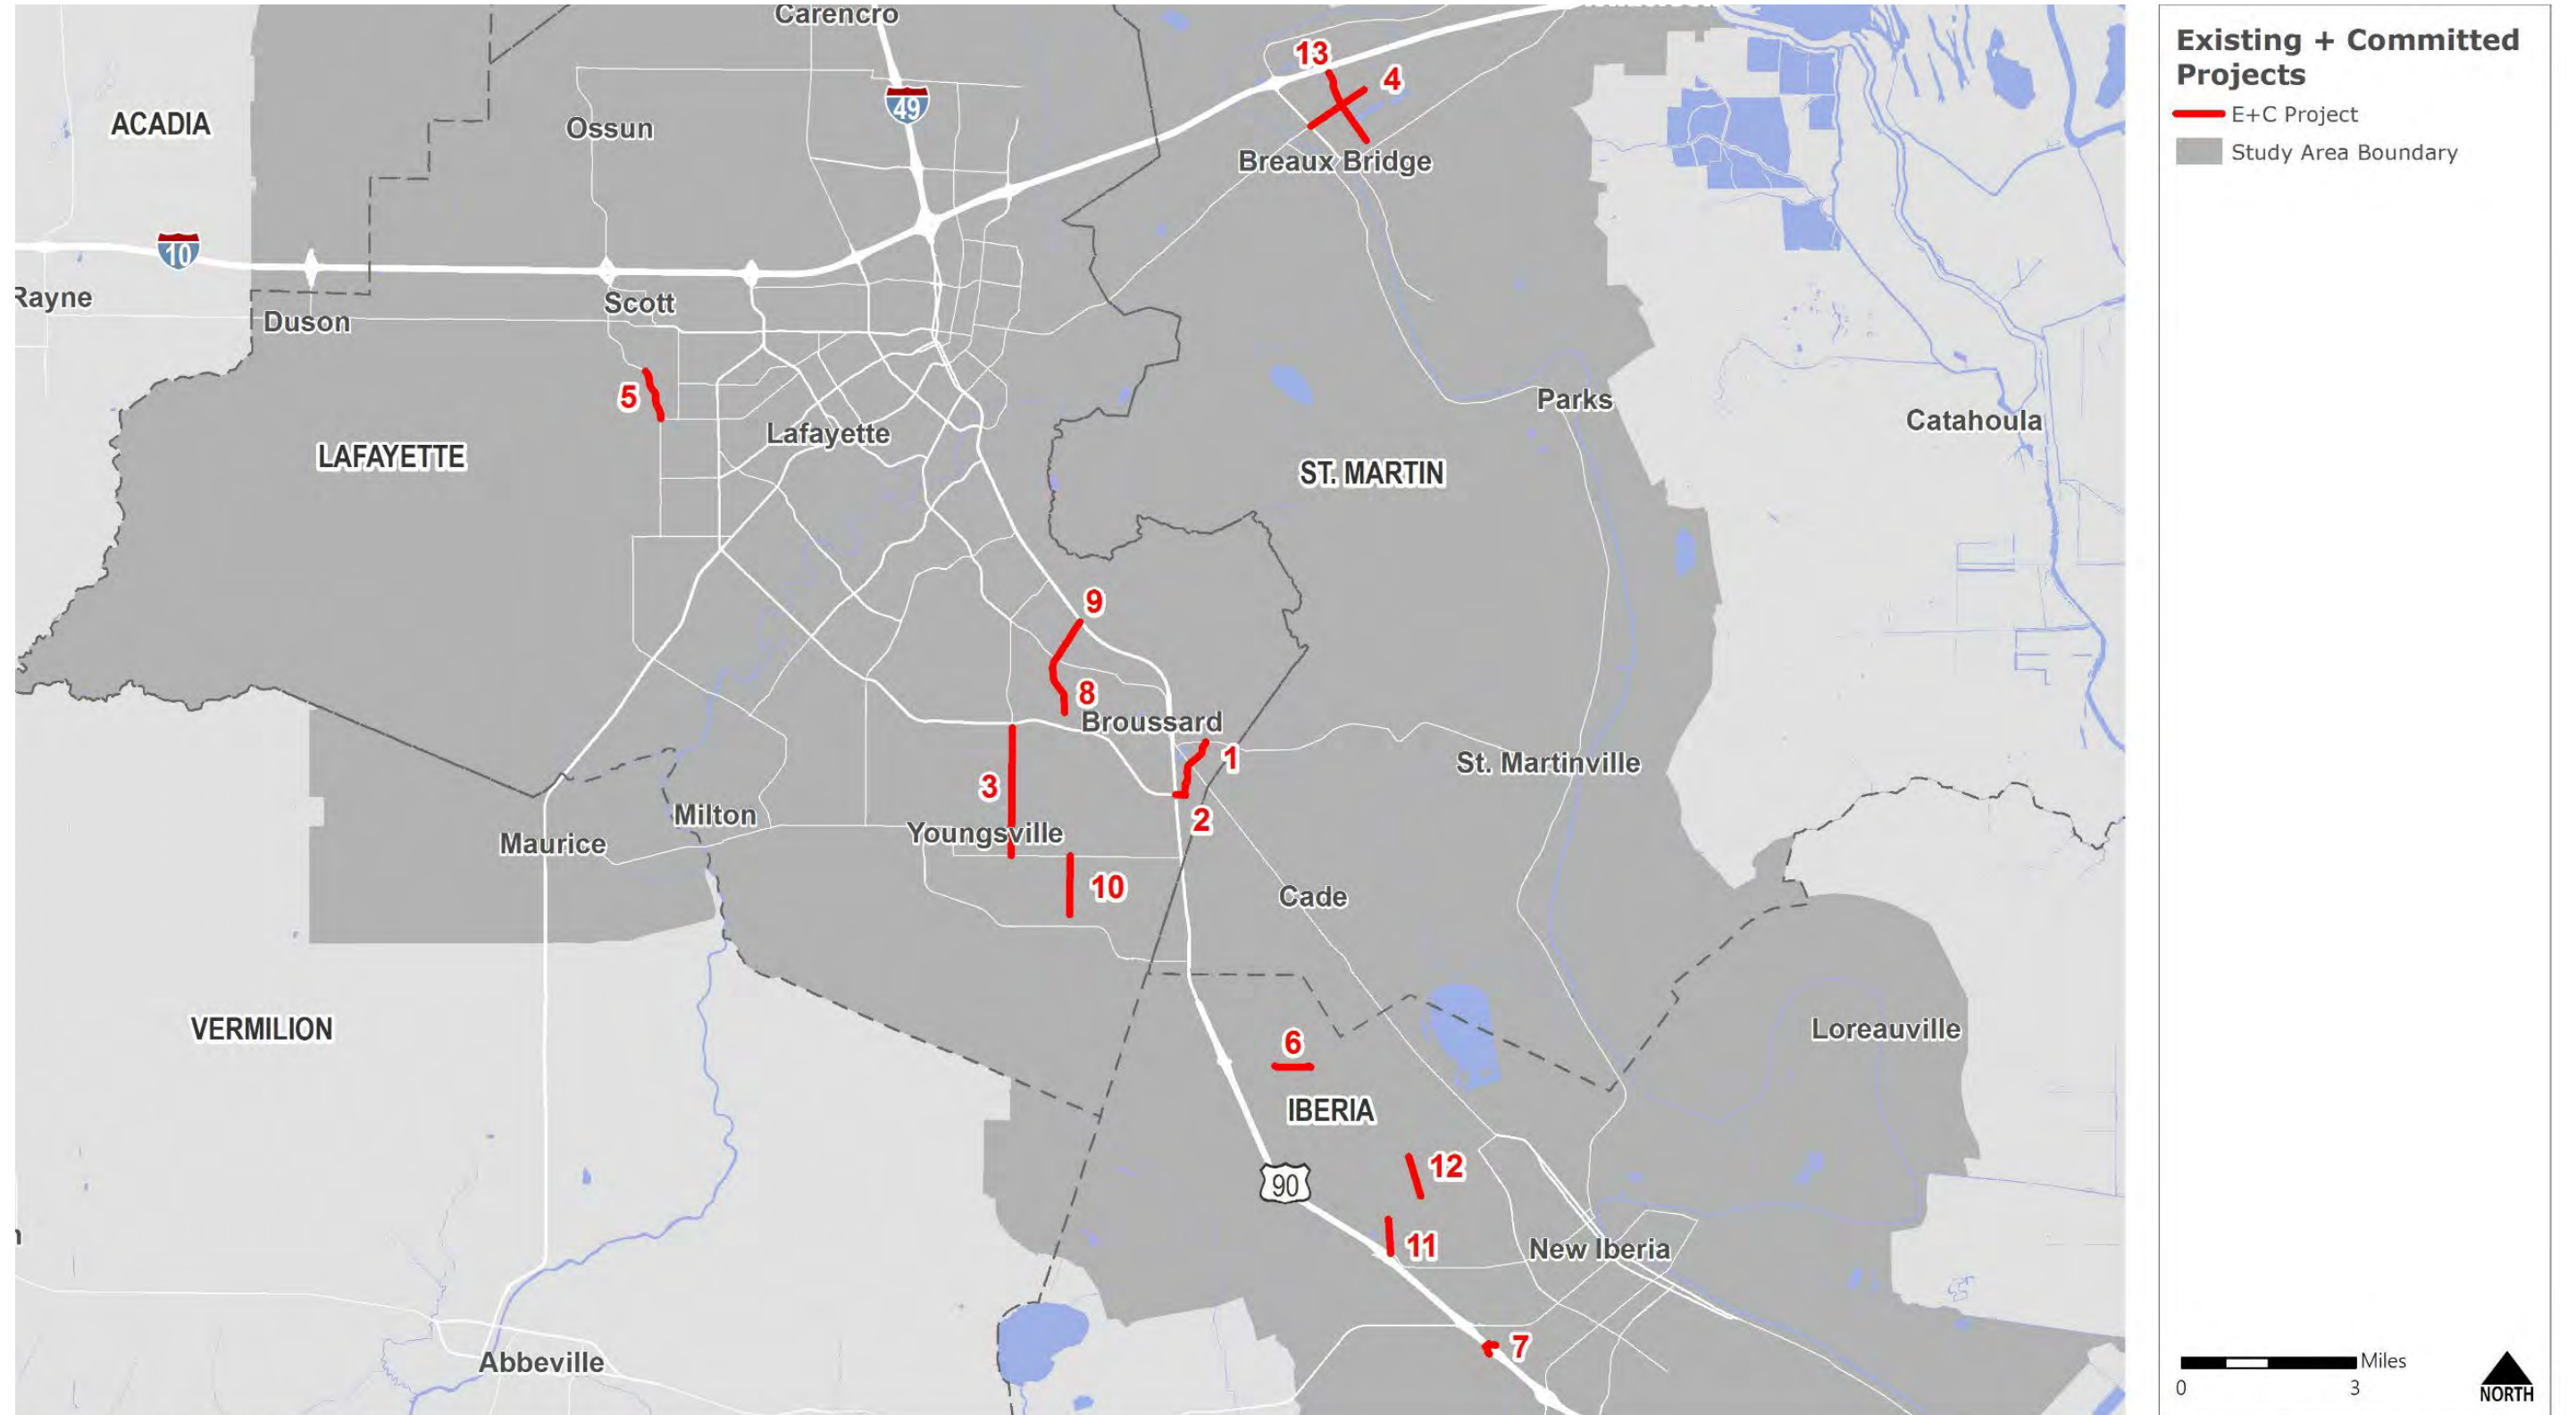 Carencro
13
4
ACADIA
49
Ossun
Breaux Bridge
10
Rayne
Scott
Duson
5
Parks
Lafayette
Catahoula
LAFAYETTE
ST. MARTIN
9
8
Broussard
1
St. Martinville
3
Milton
2
Youngsville
Maurice
10
Cade
VERMILION
Loreauville
6
IBERIA
12
90
11
New Iberia
7
Abbeville
Existing + Committed
Projects
E+C Project
Study Area Boundary
Miles
0 3
NORTH